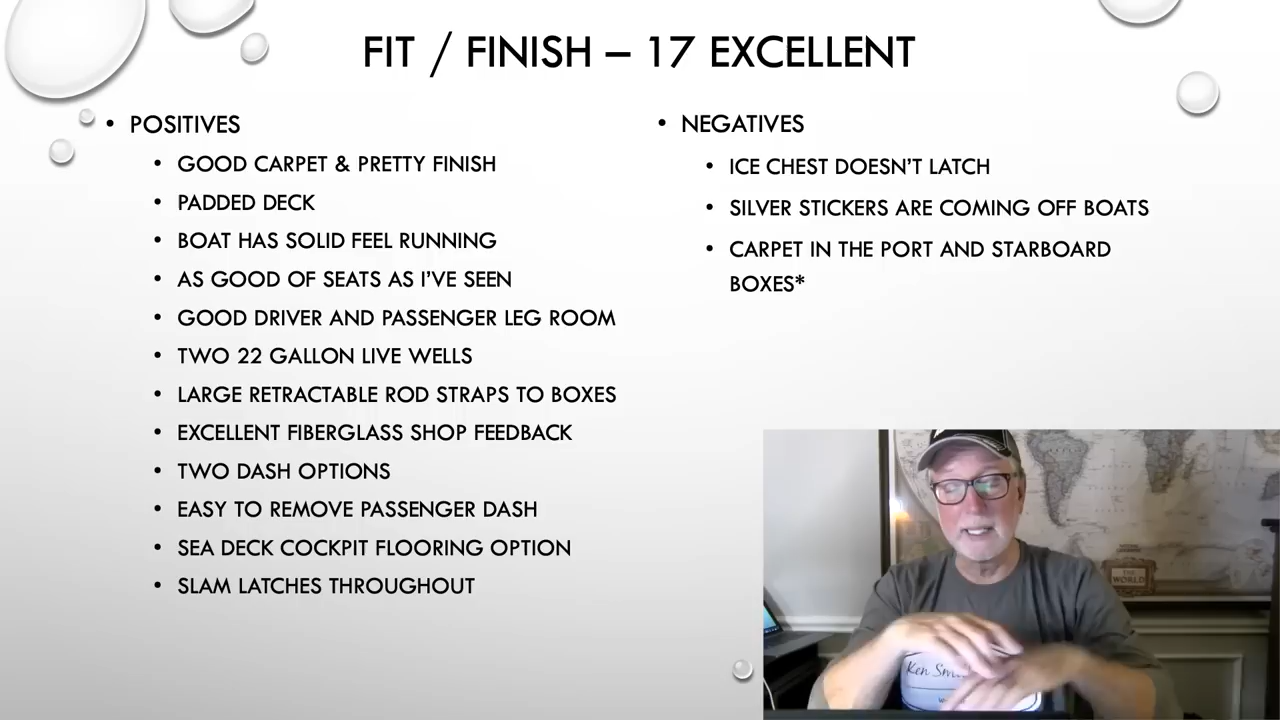 FIT / FINISH – 17 EXCELLENT
• POSITIVES
• GOOD CARPET & PRETTY FINISH
• PADDED DECK
• BOAT HAS SOLID FEEL RUNNING
• AS GOOD OF SEATS AS I'VE SEEN
• GOOD DRIVER AND PASSENGER LEG ROOM
• TWO 22 GALLON LIVE WELLS
• LARGE RETRACTABLE ROD STRAPS TO BOXES
• EXCELLENT FIBERGLASS SHOP FEEDBACK
• TWO DASH OPTIONS
• EASY TO REMOVE PASSENGER DASH
• SEA DECK COCKPIT FLOORING OPTION
• SLAM LATCHES THROUGHOUT
• NEGATIVES
• ICE CHEST DOESN'T LATCH
• SILVER STICKERS ARE COMING OFF BOATS
• CARPET IN THE PORT AND STARBOARD
BOXES*
THE
WORLD
Ken